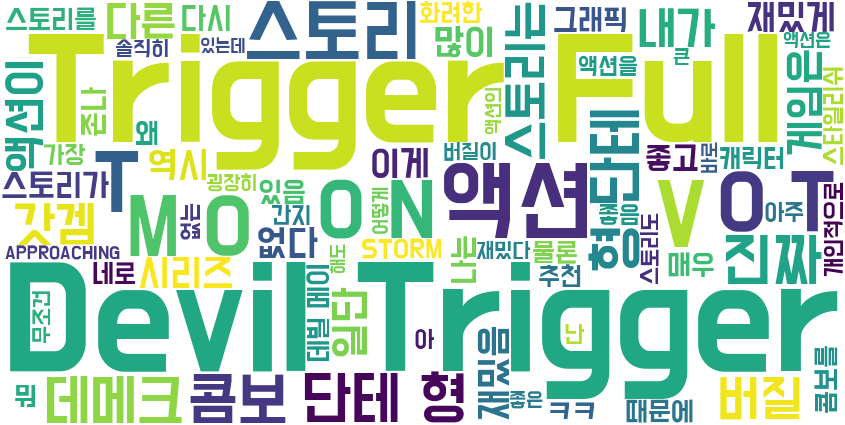 스토리를
다른
다시
스토리
화려한
많이
그래픽
내가
재밌게
솔직히
있는데
Trigger Full
액션을
큰
액션은
액션이
존나
왜
가장
역시
이게
버질이
액션의
스토리
단테
좋고
바로
캐릭터
게임은
스타일리쉬
스토리가
T
굉장히
있음
액션
형
좋은
V
O
T
아주
개인적으로
갓겜
M
O
O
N
없는
간지
어떻게
없다
APPROACHING
STORM
해도
나는
재밌다
물론
스토리도
매우
진짜
네로
시리즈
데빌 메이
일단
추천
무조건
Devil Trigger
아
난
뭔
데메크
콤보
단테 형
재밌음
좋은
ㅋㅋ
때문에
버질
콤보를